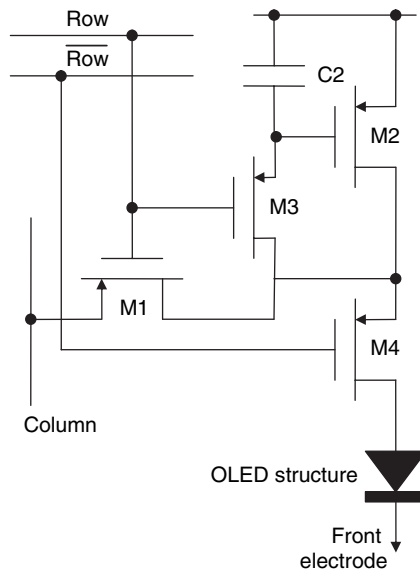 Row
Row
C2
M2
M3
M1
M4
Column
OLED structure
Front
electrode